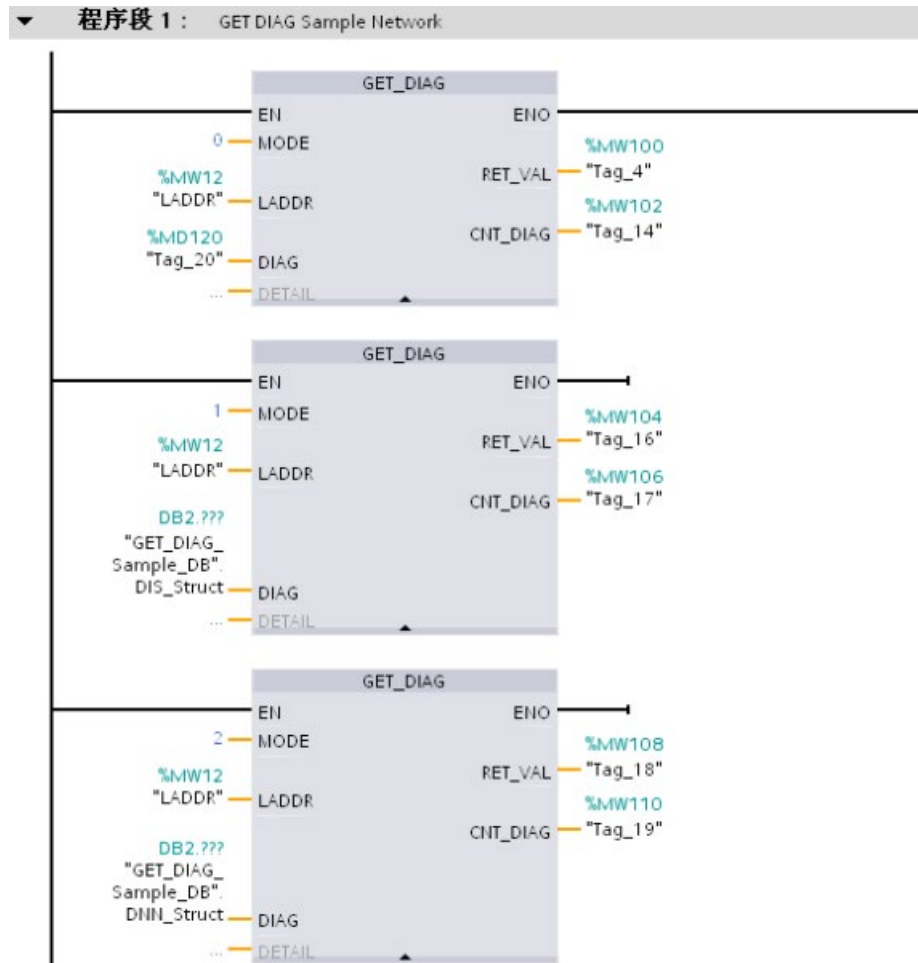 程序段 1： GET DIAG Sample Network
GET_DIAG
EN
ENO
0
MODE
%MW100
RET_VAL
"Tag_4"
%MW12
"LADDR"
LADDR
%MW102
CNT_DIAG
"Tag_14"
%MD120
"Tag_20"
DIAG
...
DETAIL
GET_DIAG
EN
ENO
1
MODE
%MW104
RET_VAL
"Tag_16"
%MW12
"LADDR"
LADDR
%MW106
CNT_DIAG
"Tag_17"
DB2.???
"GET_DIAG_
Sample_DB".
DIS_Struct
DIAG
...
DETAIL
GET_DIAG
EN
ENO
2
MODE
%MW108
RET_VAL
"Tag_18"
%MW12
"LADDR"
LADDR
%MW110
CNT_DIAG
"Tag_19"
DB2.???
"GET_DIAG_
Sample_DB".
DNN_Struct
DIAG
...
DETAIL